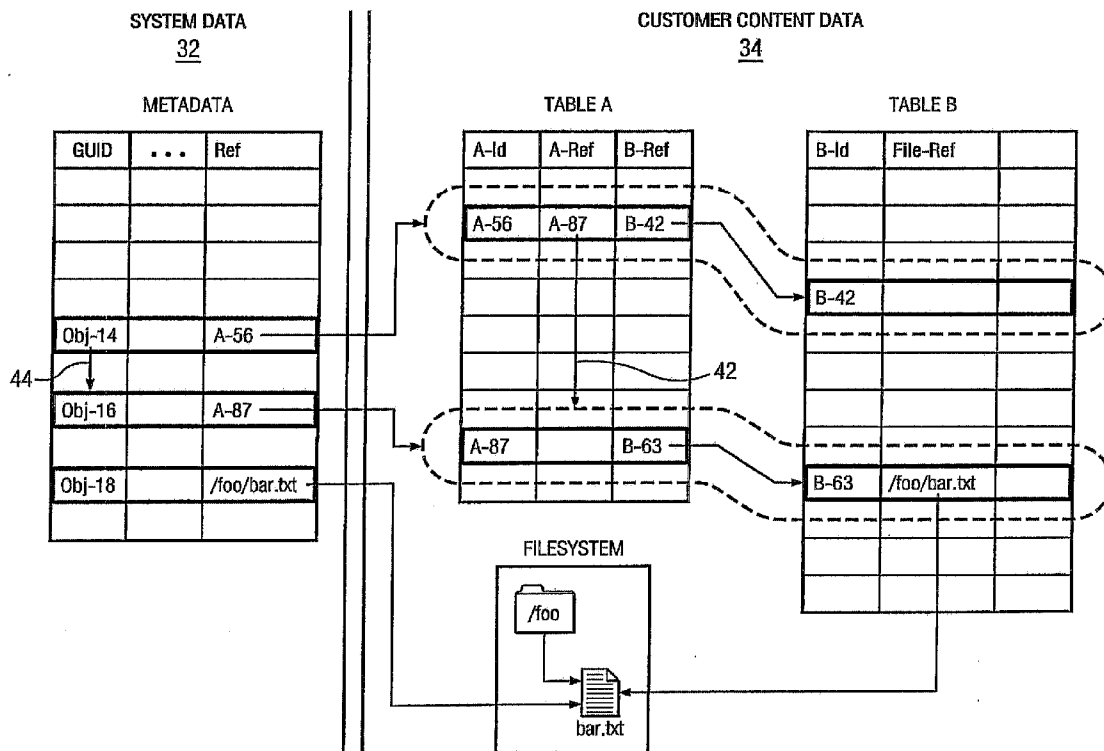 SYSTEM DATA
32
CUSTOMER CONTENT DATA
34
METADATA
GUID ... Ref
Obj-14 A-56
Obj-16 A-87
Obj-18 /foo/bar.txt
44
TABLE A
A-Id A-Ref B-Ref
A-56 A-87 B-42
42
A-87 B-63
TABLE B
B-Id File-Ref
B-42
B-63 /foo/bar.txt
FILESYSTEM
/foo
bar.txt